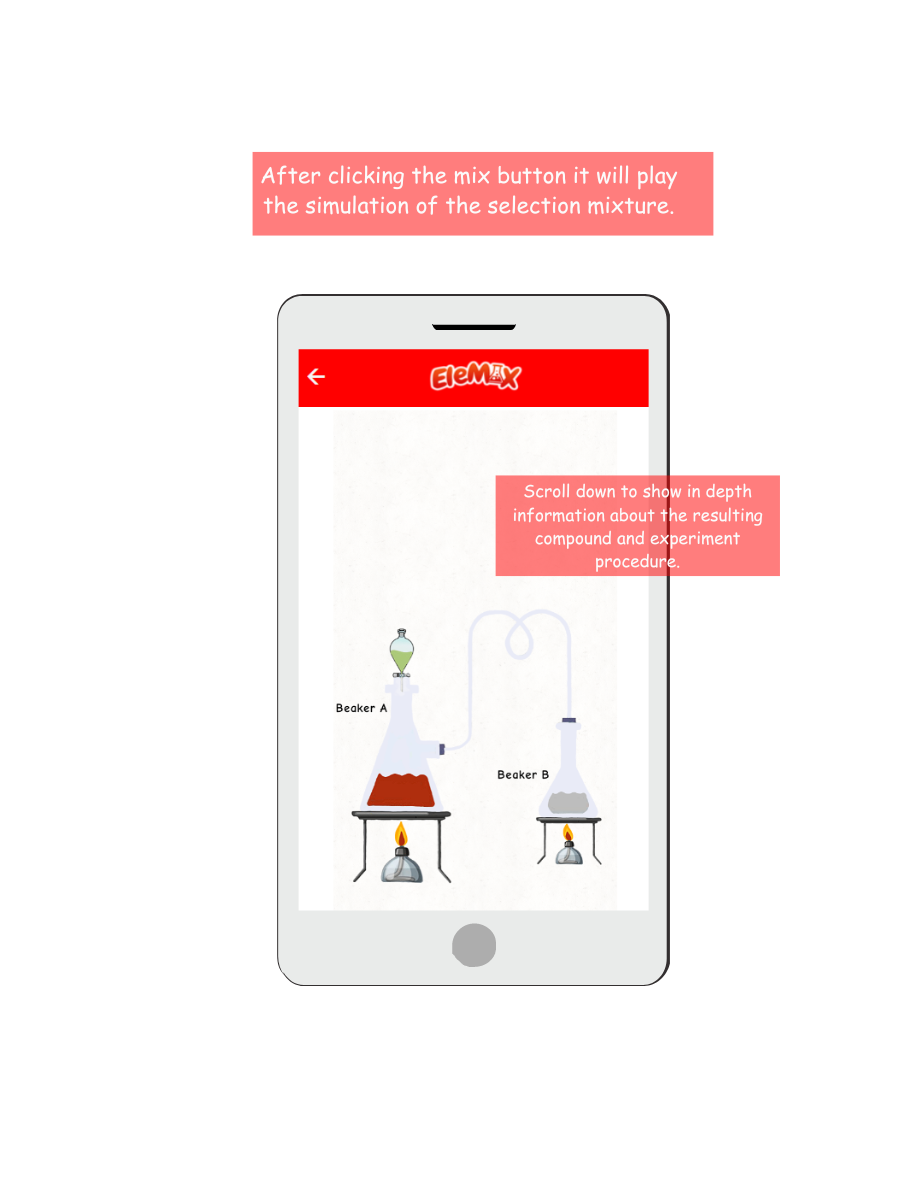 After clicking the mix button it will play
the simulation of the selection mixture.
EleMix
Scroll down to show in depth
information about the resulting
compound and experiment
procedure.
Beaker A
Beaker B